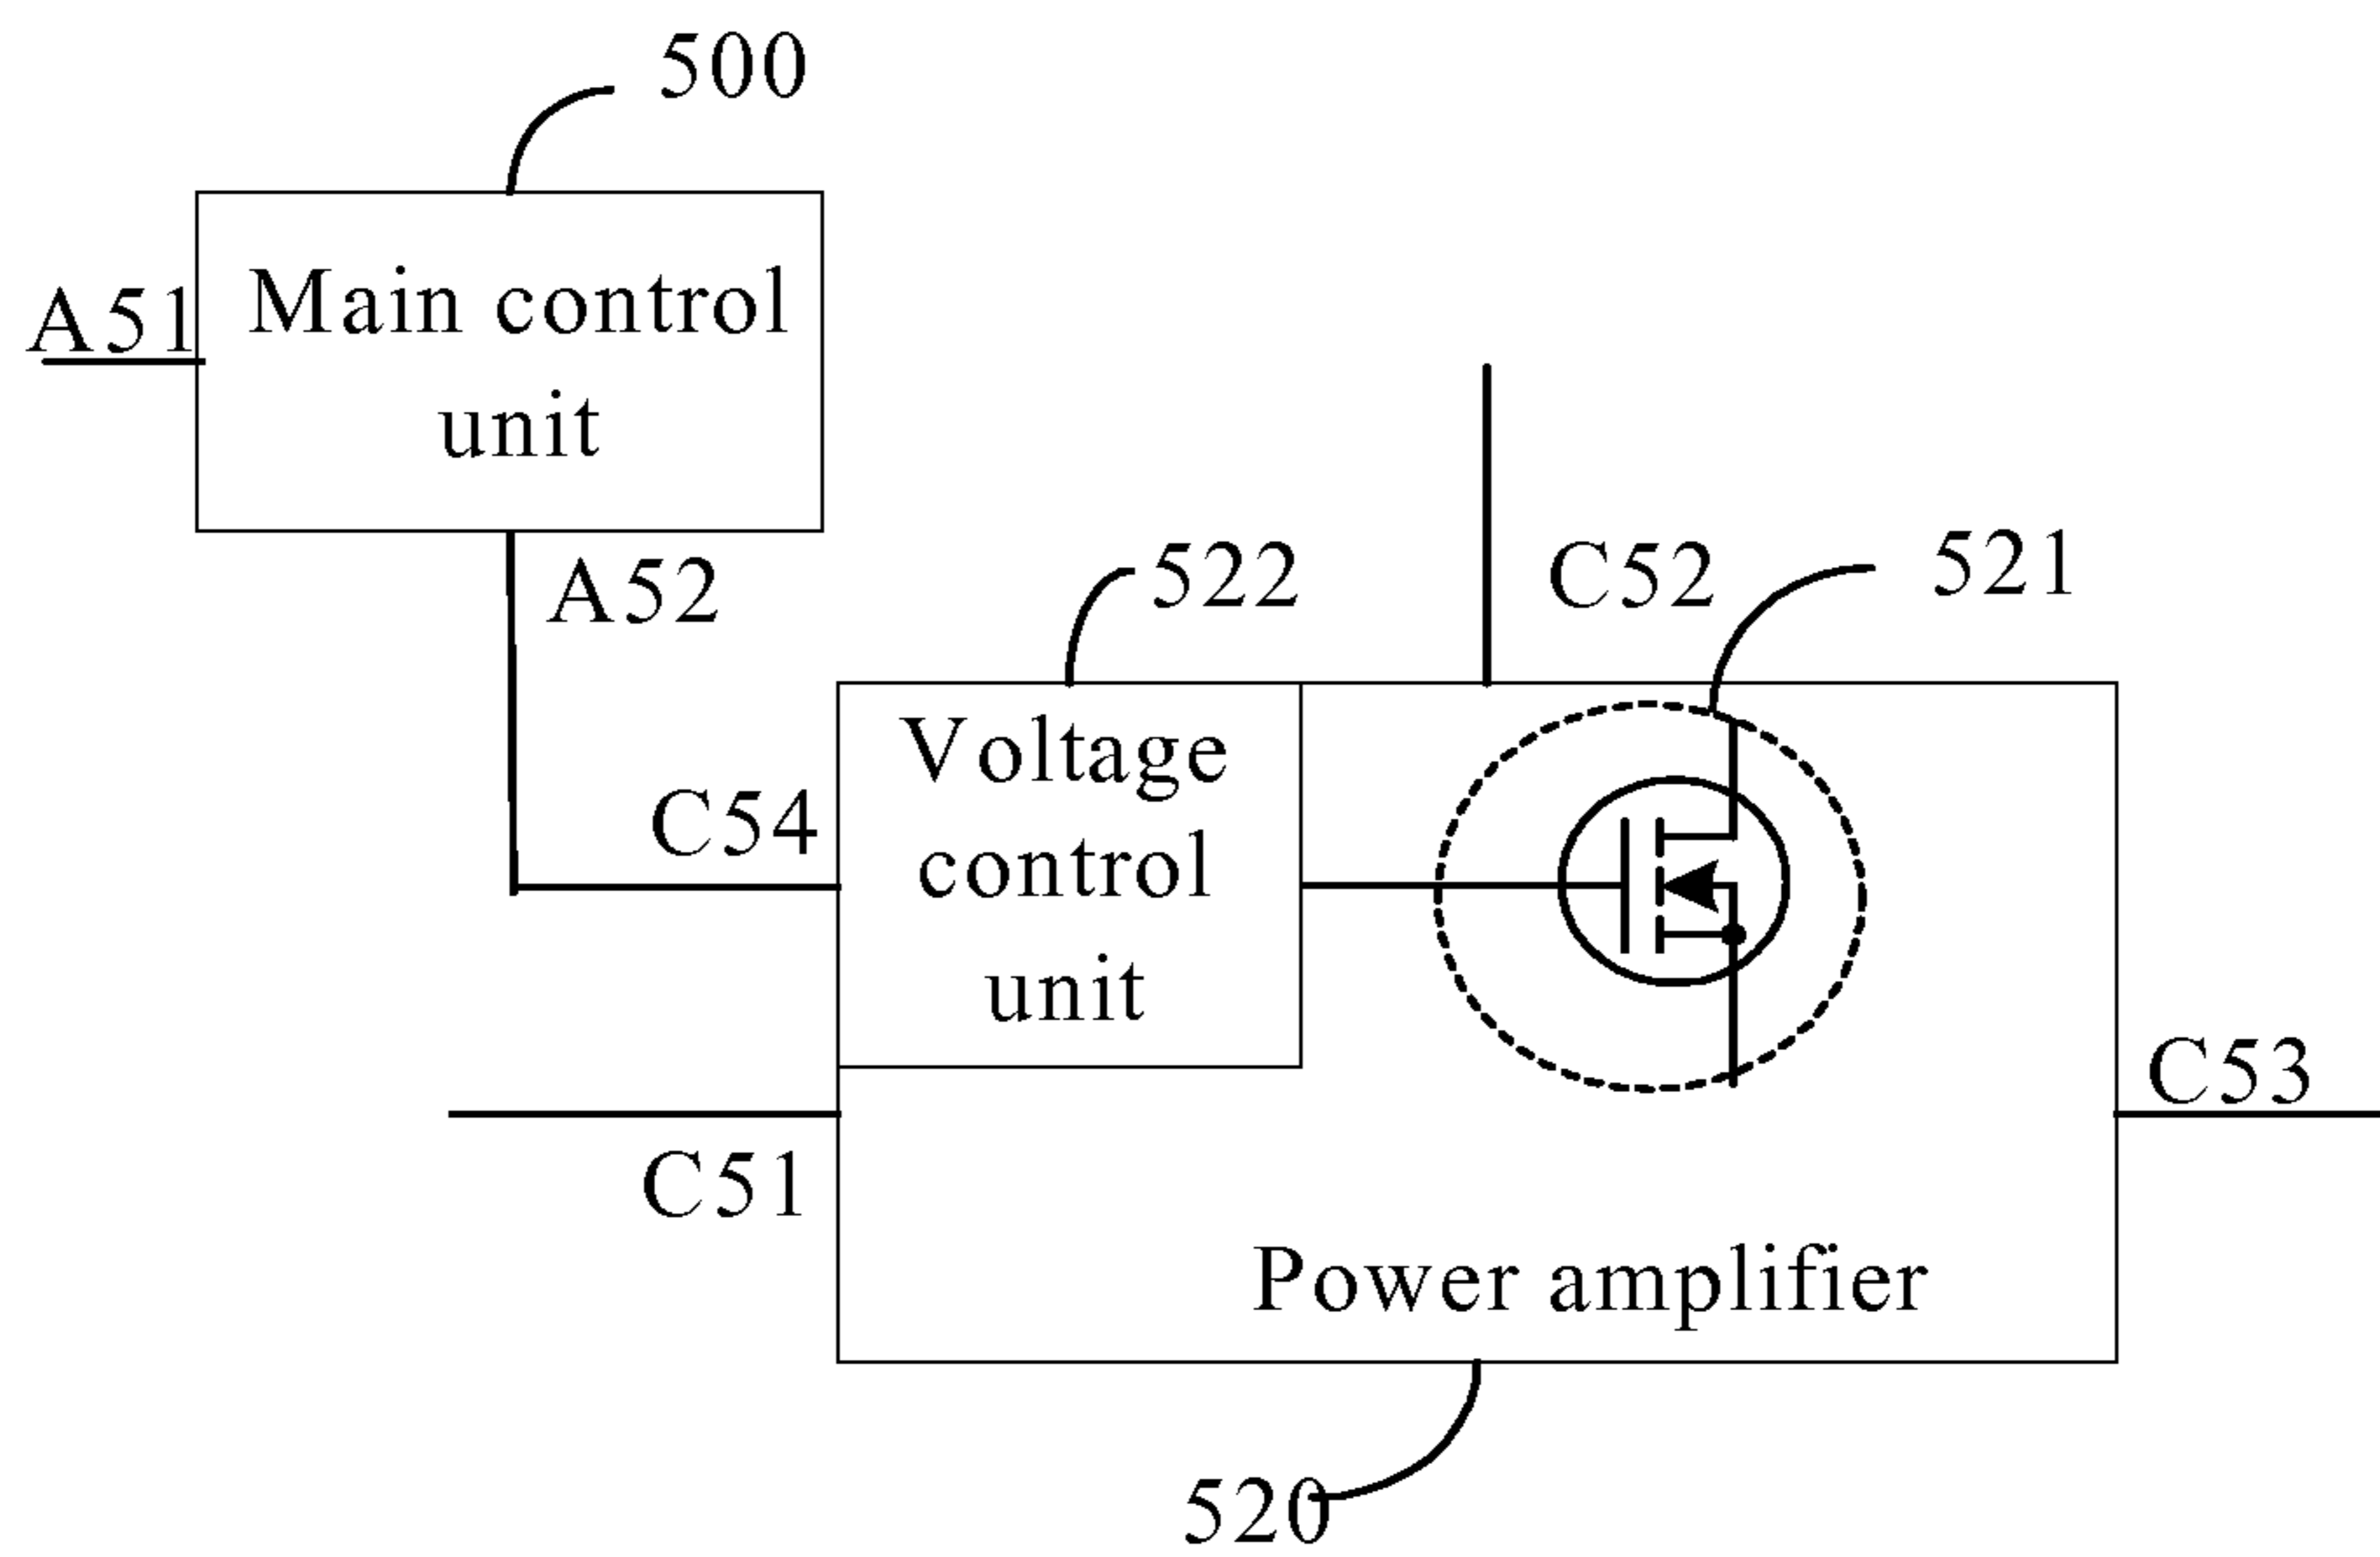 500
A51
Main control
unit
A52
522
C52
521
Voltage
control
unit
C54
C53
C51
Power amplifier
520